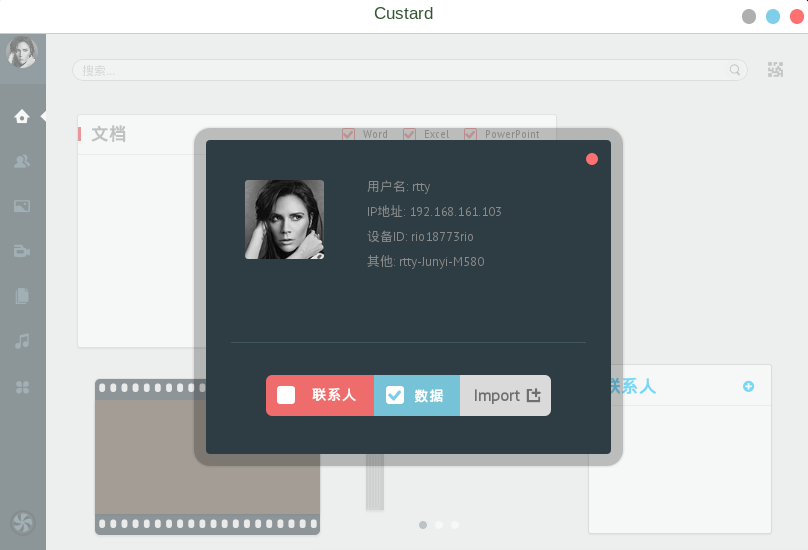 Custard
搜索...
文档
Word
Excel
PowerPoint
用户名: rtty
IP地址: 192.168.161.103
设备ID: rio18773rio
其他: rtty-Junyi-M580
联系人
数据
Import
联系人